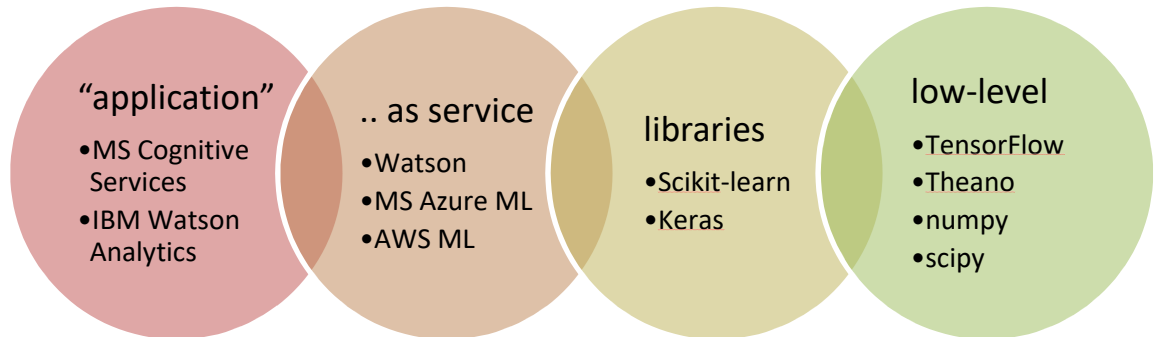 “application”
•MS Cognitive
Services
•IBM Watson
Analytics
.. as service
•Watson
•MS Azure ML
•AWS ML
libraries
•Scikit-learn
•Keras
low-level
•TensorFlow
•Theano
•numpy
•scipy